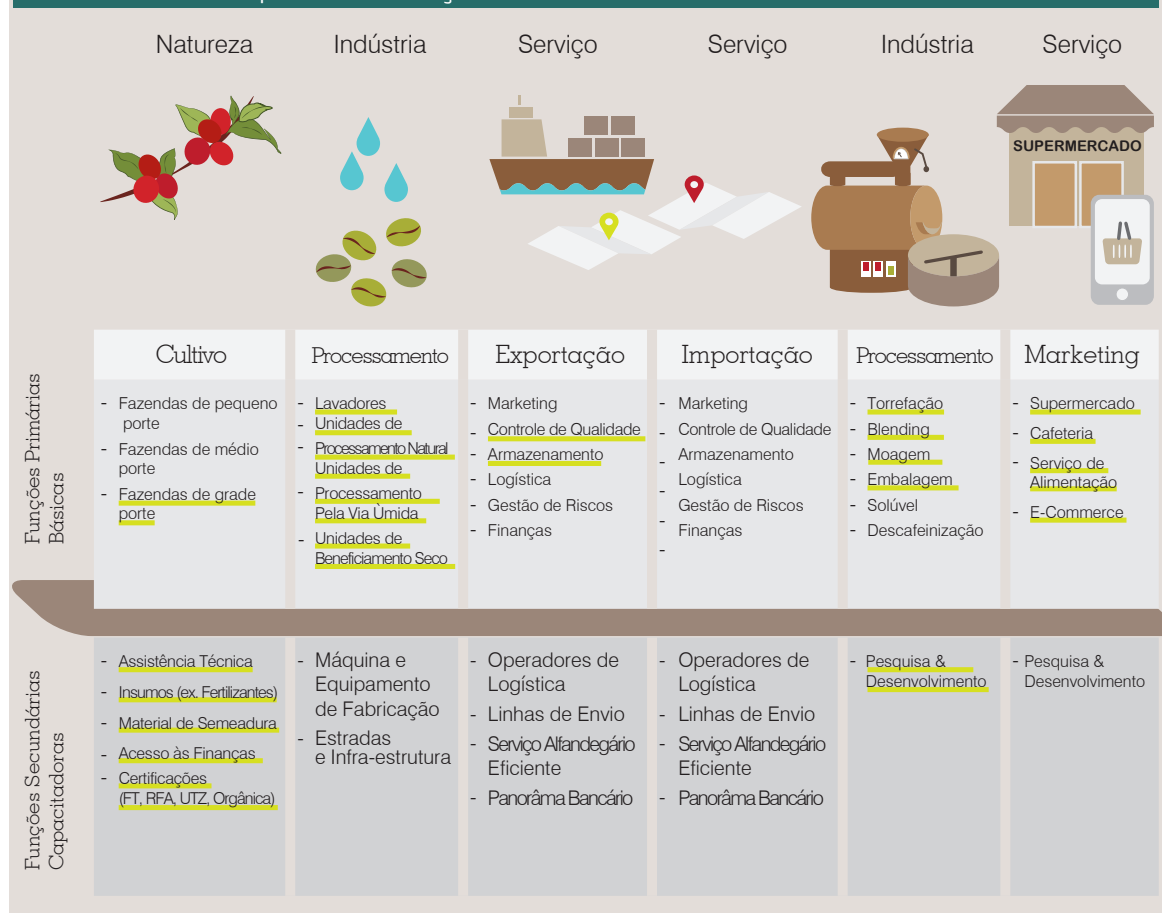 Natureza
Indústria
Serviço
Serviço
Indústria
Serviço
SUPERMERCADO
Funções Primárias
Básicas
Cultivo
- Fazendas de pequeno
porte
- Fazendas de médio
porte
- Fazendas de grade
porte
Processamento
- Lavadores
- Unidades de
- Processamento Natural
Unidades de
- Processamento
Pela Via Ùmida
- Unidades de
Beneficiamento Seco
Exportação
- Marketing
- Controle de Qualidade
- Armazenamento
- Logística
- Gestão de Riscos
- Finanças
Importação
- Marketing
- Controle de Qualidade
- Armazenamento
- Logística
- Gestão de Riscos
- Finanças
-
Processamento
- Torrefação
- Blending
- Moagem
- Embalagem
- Solúvel
- Descafeinização
Marketing
- Supermercado
- Cafeteria
- Serviço de
Alimentação
- E-Commerce
Funções Secundárias
Capacitadoras
- Assistência Técnica
- Insumos (ex. Fertilizantes)
- Material de Semeadura
- Acesso às Finanças
- Certificações
(FT, RFA, UTZ, Orgânica)
- Máquina e
Equipamento
de Fabricação
- Estradas
e Infra-estrutura
- Operadores de
Logística
- Linhas de Envio
- Serviço Alfandegário
Eficiente
- Panorâma Bancário
- Operadores de
Logística
- Linhas de Envio
- Serviço Alfandegário
Eficiente
- Panorâma Bancário
- Pesquisa &
Desenvolvimento
- Pesquisa &
Desenvolvimento